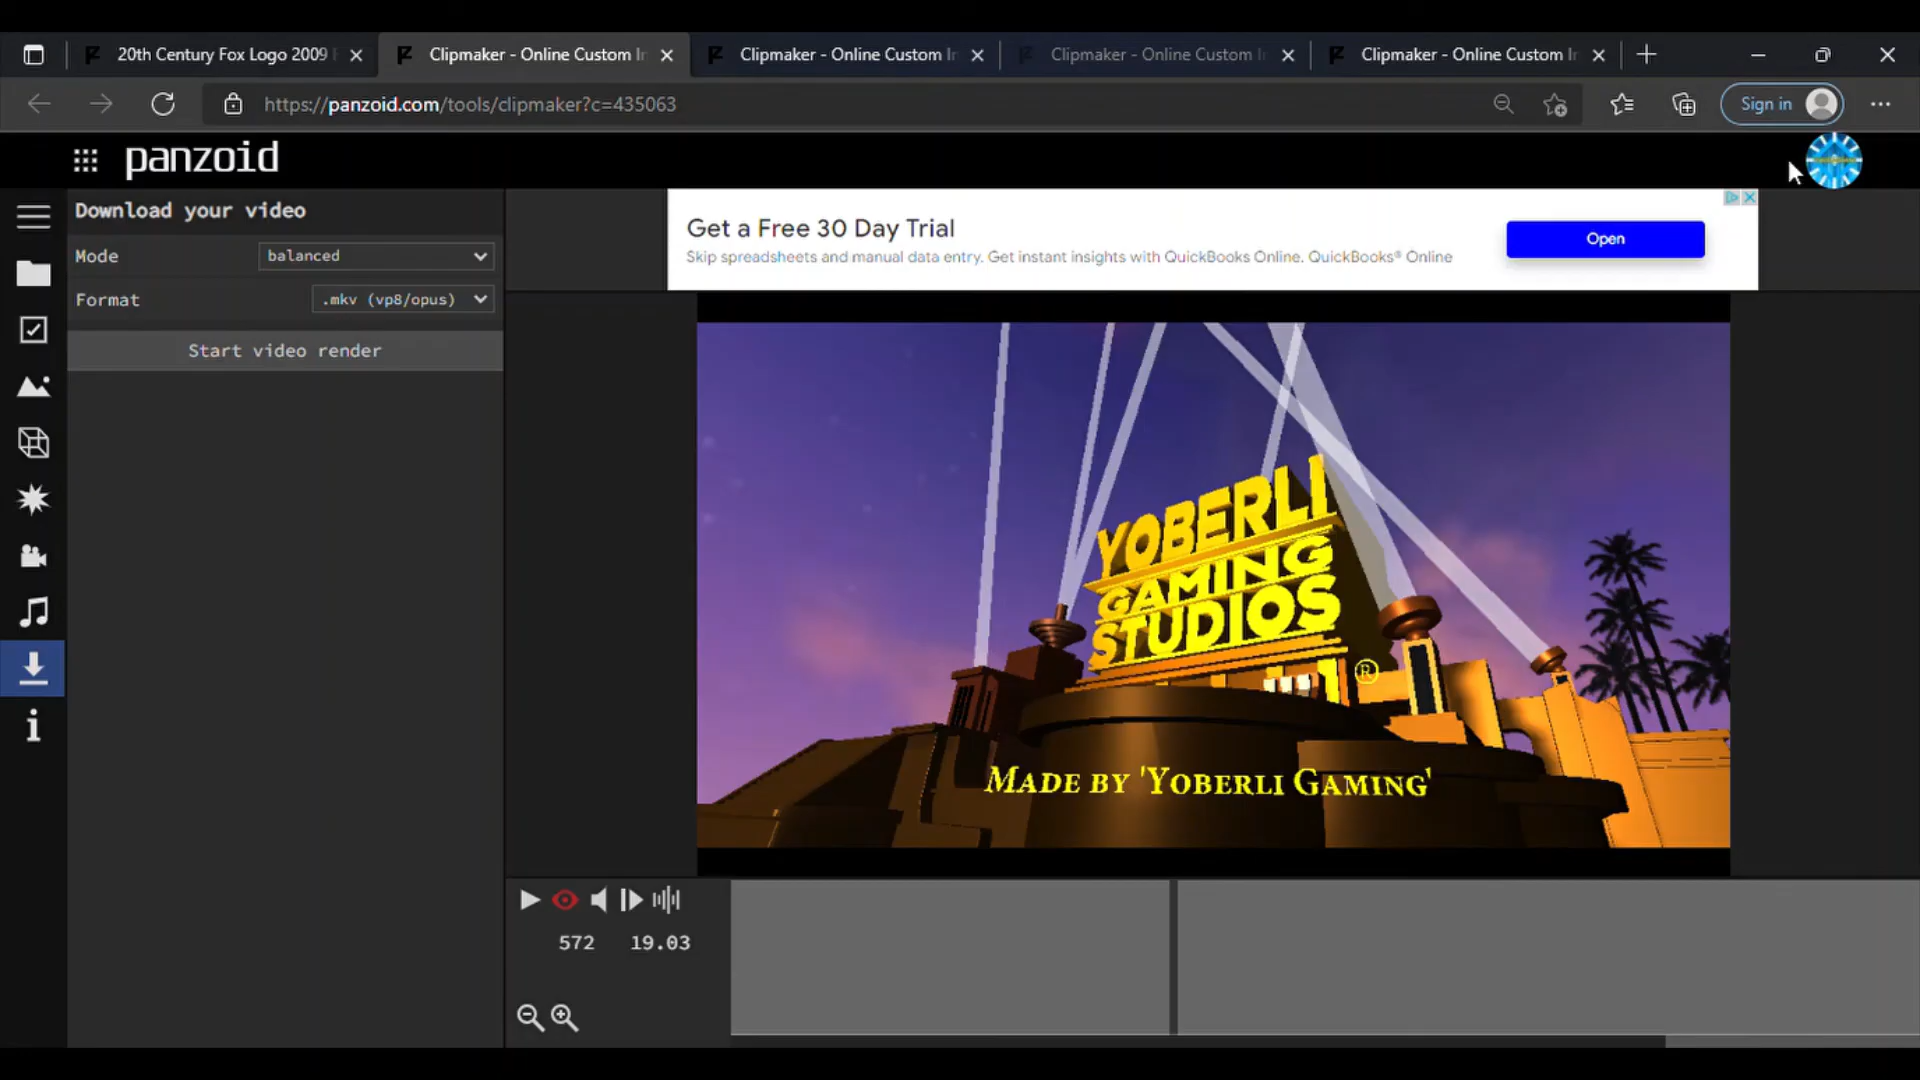 20th Century Fox Logo 2009
Clipmaker - Online Custom In
Clipmaker - Online Custom In
Clipmaker - Online Custom In
Clipmaker - Online Custom In
https://panzoid.com/tools/clipmaker?c=435063
Sign in
panzoid
Download your video
Mode
balanced
Format
.mkv (vp8/opus)
Start video render
Get a Free 30 Day Trial
Skip spreadsheets and manual data entry. Get instant insights with QuickBooks Online. QuickBooks® Online
Open
YOBERLI
GAMING
STUDIOS
®
MADE BY 'YOBERLI GAMING'
572
19.03